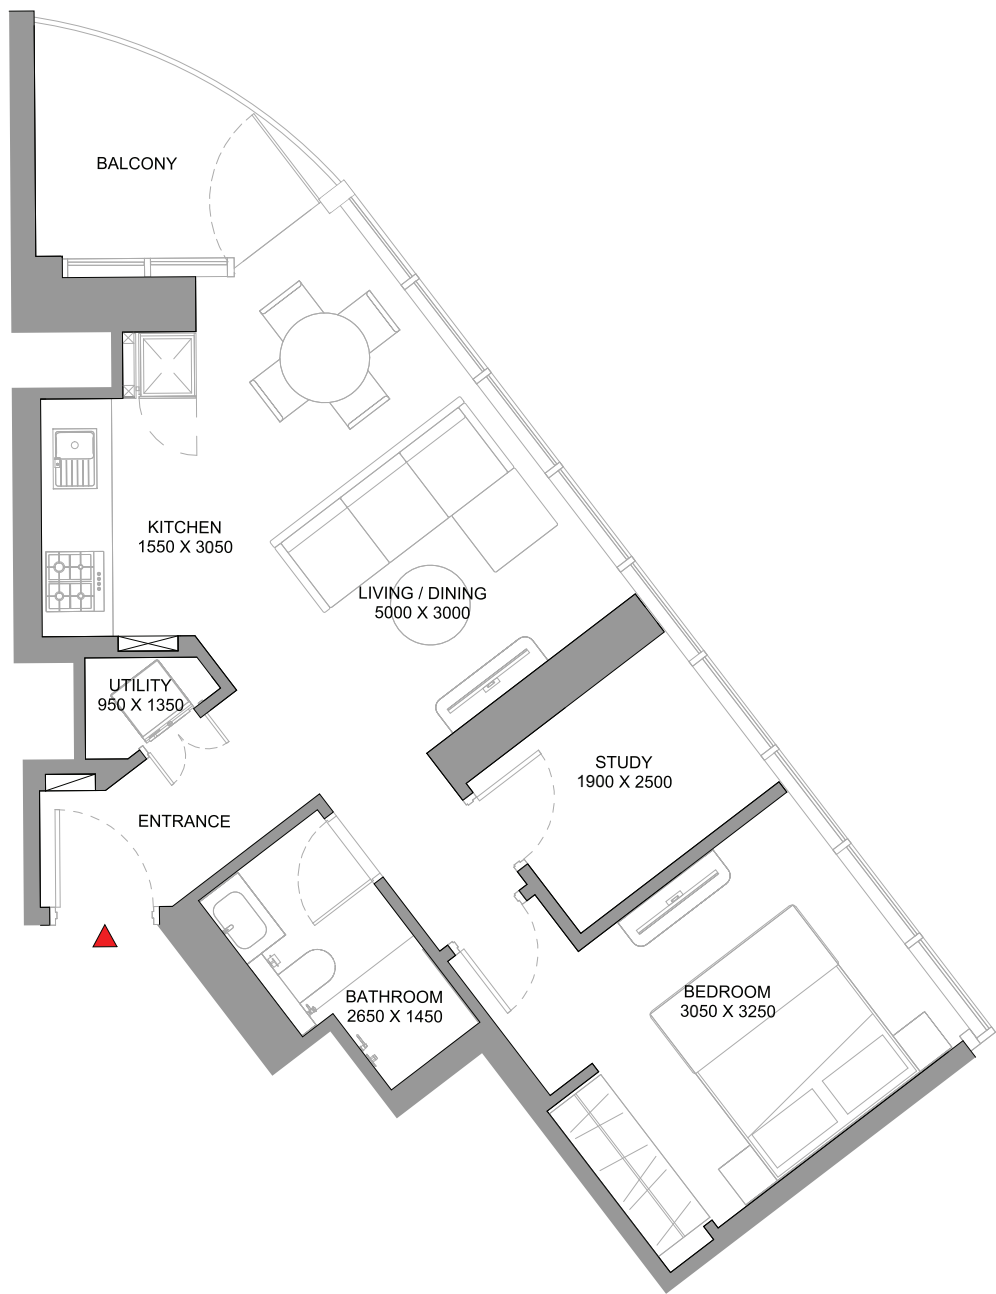 BALCONY
KITCHEN
1550 X 3050
LIVING / DINING
5000 X 3000
UTILITY
950 X 1350
STUDY
1900 X 2500
ENTRANCE
BATHROOM
2650 X 1450
BEDROOM
3050 X 3250